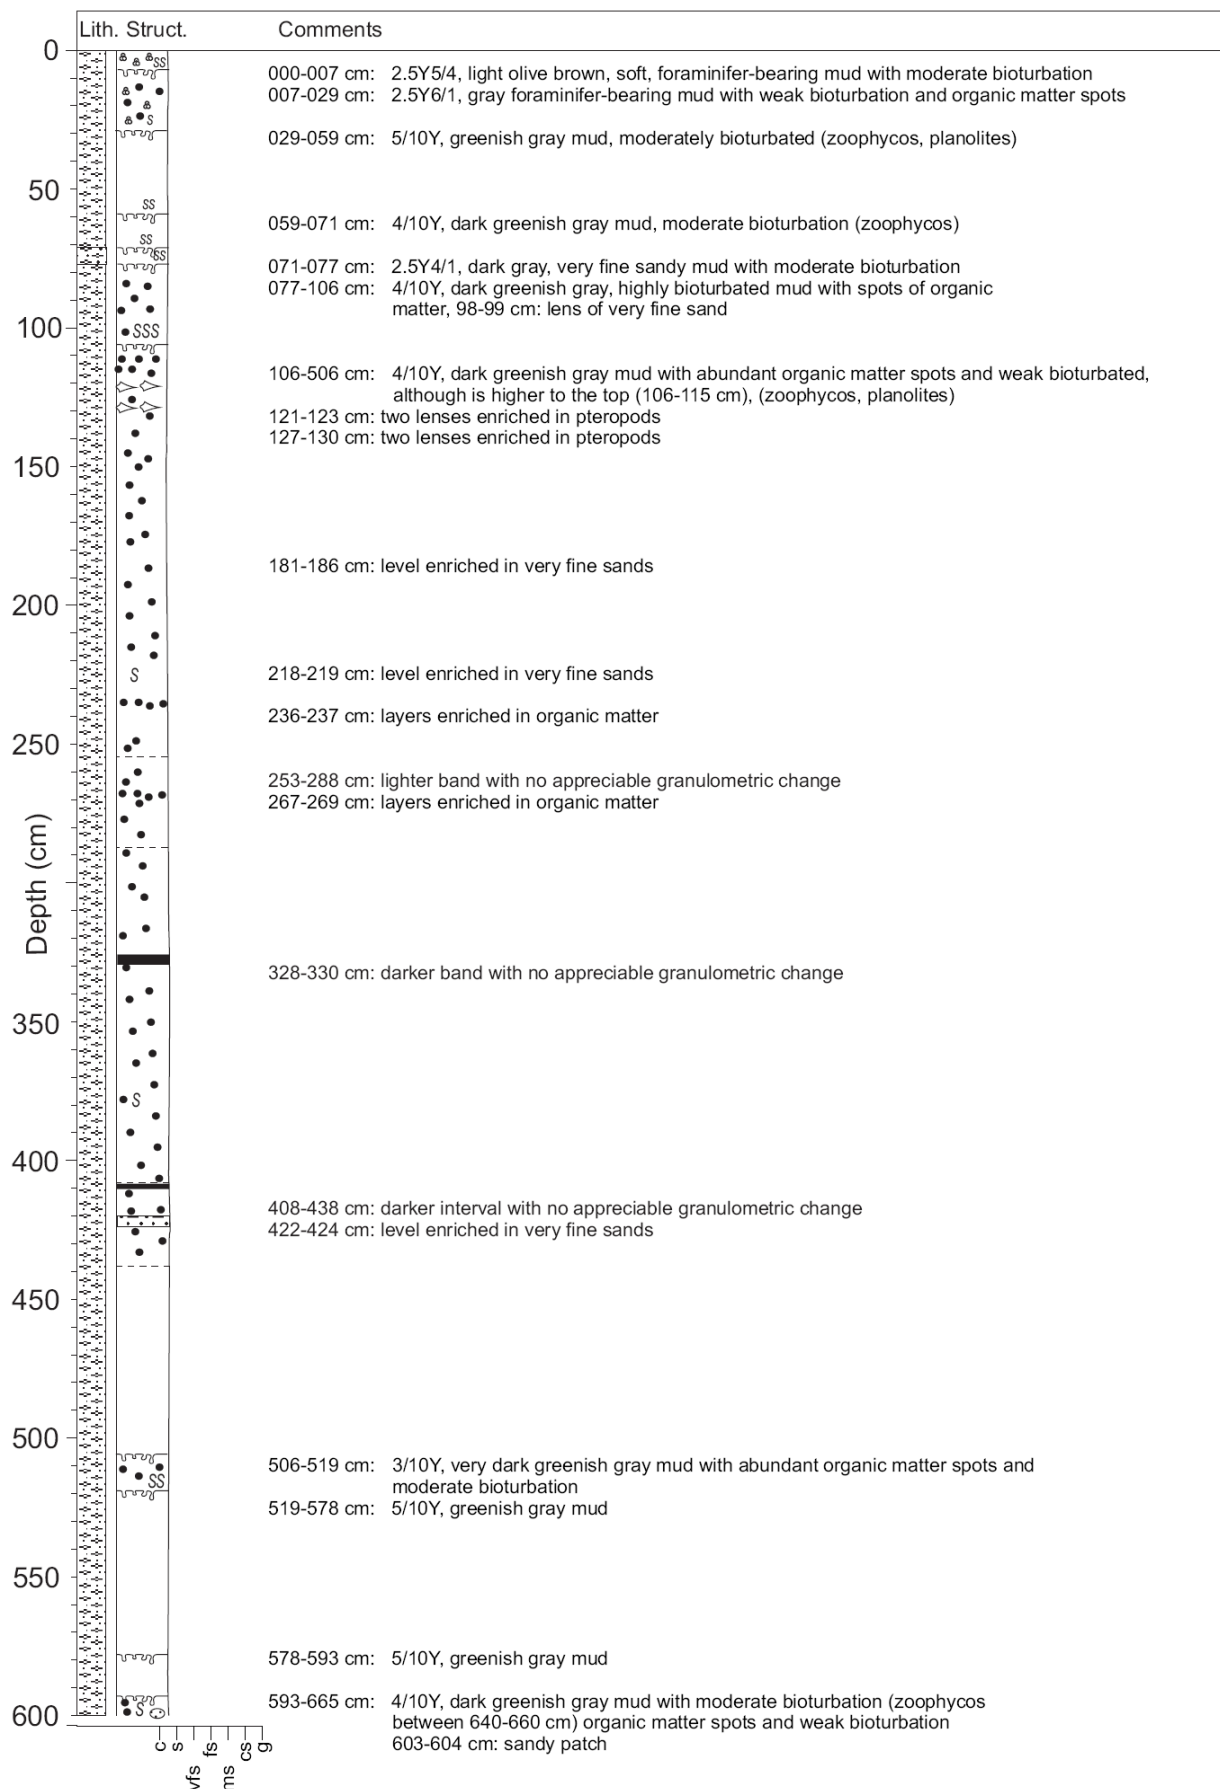 Lith. Struct. Comments
0
000-007 cm: 2.5Y5/4, light olive brown, soft, foraminifer-bearing mud with moderate bioturbation
007-029 cm: 2.5Y6/1, gray foraminifer-bearing mud with weak bioturbation and organic matter spots
029-059 cm: 5/10Y, greenish gray mud, moderately bioturbated (zoophycos, planolites)
50
059-071 cm: 4/10Y, dark greenish gray mud, moderate bioturbation (zoophycos)
071-077 cm: 2.5Y4/1, dark gray, very fine sandy mud with moderate bioturbation
077-106 cm: 4/10Y, dark greenish gray, highly bioturbated mud with spots of organic
matter, 98-99 cm: lens of very fine sand
100
106-506 cm: 4/10Y, dark greenish gray mud with abundant organic matter spots and weak bioturbated,
although is higher to the top (106-115 cm), (zoophycos, planolites)
121-123 cm: two lenses enriched in pteropods
127-130 cm: two lenses enriched in pteropods
150
181-186 cm: level enriched in very fine sands
200
218-219 cm: level enriched in very fine sands
236-237 cm: layers enriched in organic matter
250
253-288 cm: lighter band with no appreciable granulometric change
267-269 cm: layers enriched in organic matter
Depth (cm)
328-330 cm: darker band with no appreciable granulometric change
350
400
408-438 cm: darker interval with no appreciable granulometric change
422-424 cm: level enriched in very fine sands
450
500
506-519 cm: 3/10Y, very dark greenish gray mud with abundant organic matter spots and
moderate bioturbation
519-578 cm: 5/10Y, greenish gray mud
550
578-593 cm: 5/10Y, greenish gray mud
593-665 cm: 4/10Y, dark greenish gray mud with moderate bioturbation (zoophycos
600
between 640-660 cm) organic matter spots and weak bioturbation
603-604 cm: sandy patch
c s vfs fs ms cs g